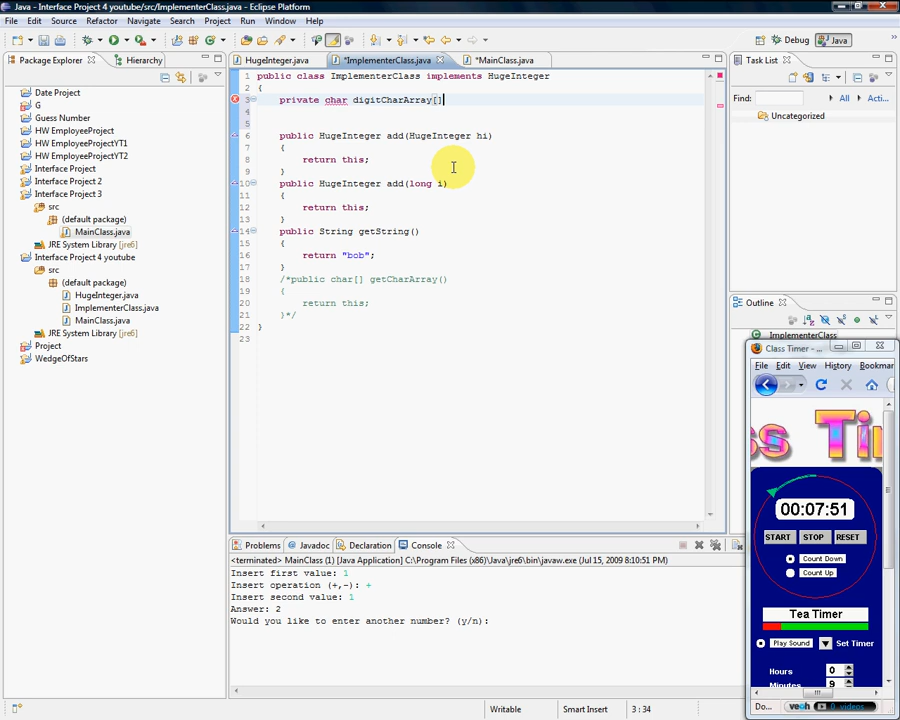 Java - Interface Project 4 youtube/src/ImplementerClass.java - Eclipse Platform
File Edit Source Refactor Navigate Search Project Run Window Help
Debug Java
Package Explorer Hierarchy
HugeInteger.java *ImplementerClass.java *MainClass.java
Task List
Date Project
G
Guess Number
HW EmployeeProject
HW EmployeeProjectYT1
HW EmployeeProjectYT2
Interface Project
Interface Project 2
Interface Project 3
src
(default package)
MainClass.java
JRE System Library [jre6]
Interface Project 4 youtube
src
(default package)
HugeInteger.java
ImplementerClass.java
MainClass.java
JRE System Library [jre6]
Project
WedgeOfStars
1 public class ImplementerClass implements HugeInteger
2 {
3 private char digitCharArray[]
4
5
6 public HugeInteger add(HugeInteger hi)
7 {
8 return this;
9 }
10 public HugeInteger add(long i)
11 {
12 return this;
13 }
14 public String getString()
15 {
16 return "bob";
17 }
18 /*public char[] getCharArray()
19 {
20 return this;
21 }*/
22 }
23
Find: All Acti...
Uncategorized
Outline
ImplementerClass
Class Timer - ...
File Edit View History Bookmar
ss Tin
00:07:51
START STOP RESET
Count Down
Count Up
Tea Timer
Play Sound Set Timer
Hours 0
Minutes 9
Do... veoh 0 videos
Problems Javadoc Declaration Console
<terminated> MainClass (1) [Java Application] C:\Program Files (x86)\Java\jre6\bin\javaw.exe (Jul 15, 2009 8:10:51 PM)
Insert first value: 1
Insert operation (+,-): +
Insert second value: 1
Answer: 2
Would you like to enter another number? (y/n):
Writable Smart Insert 3 : 34